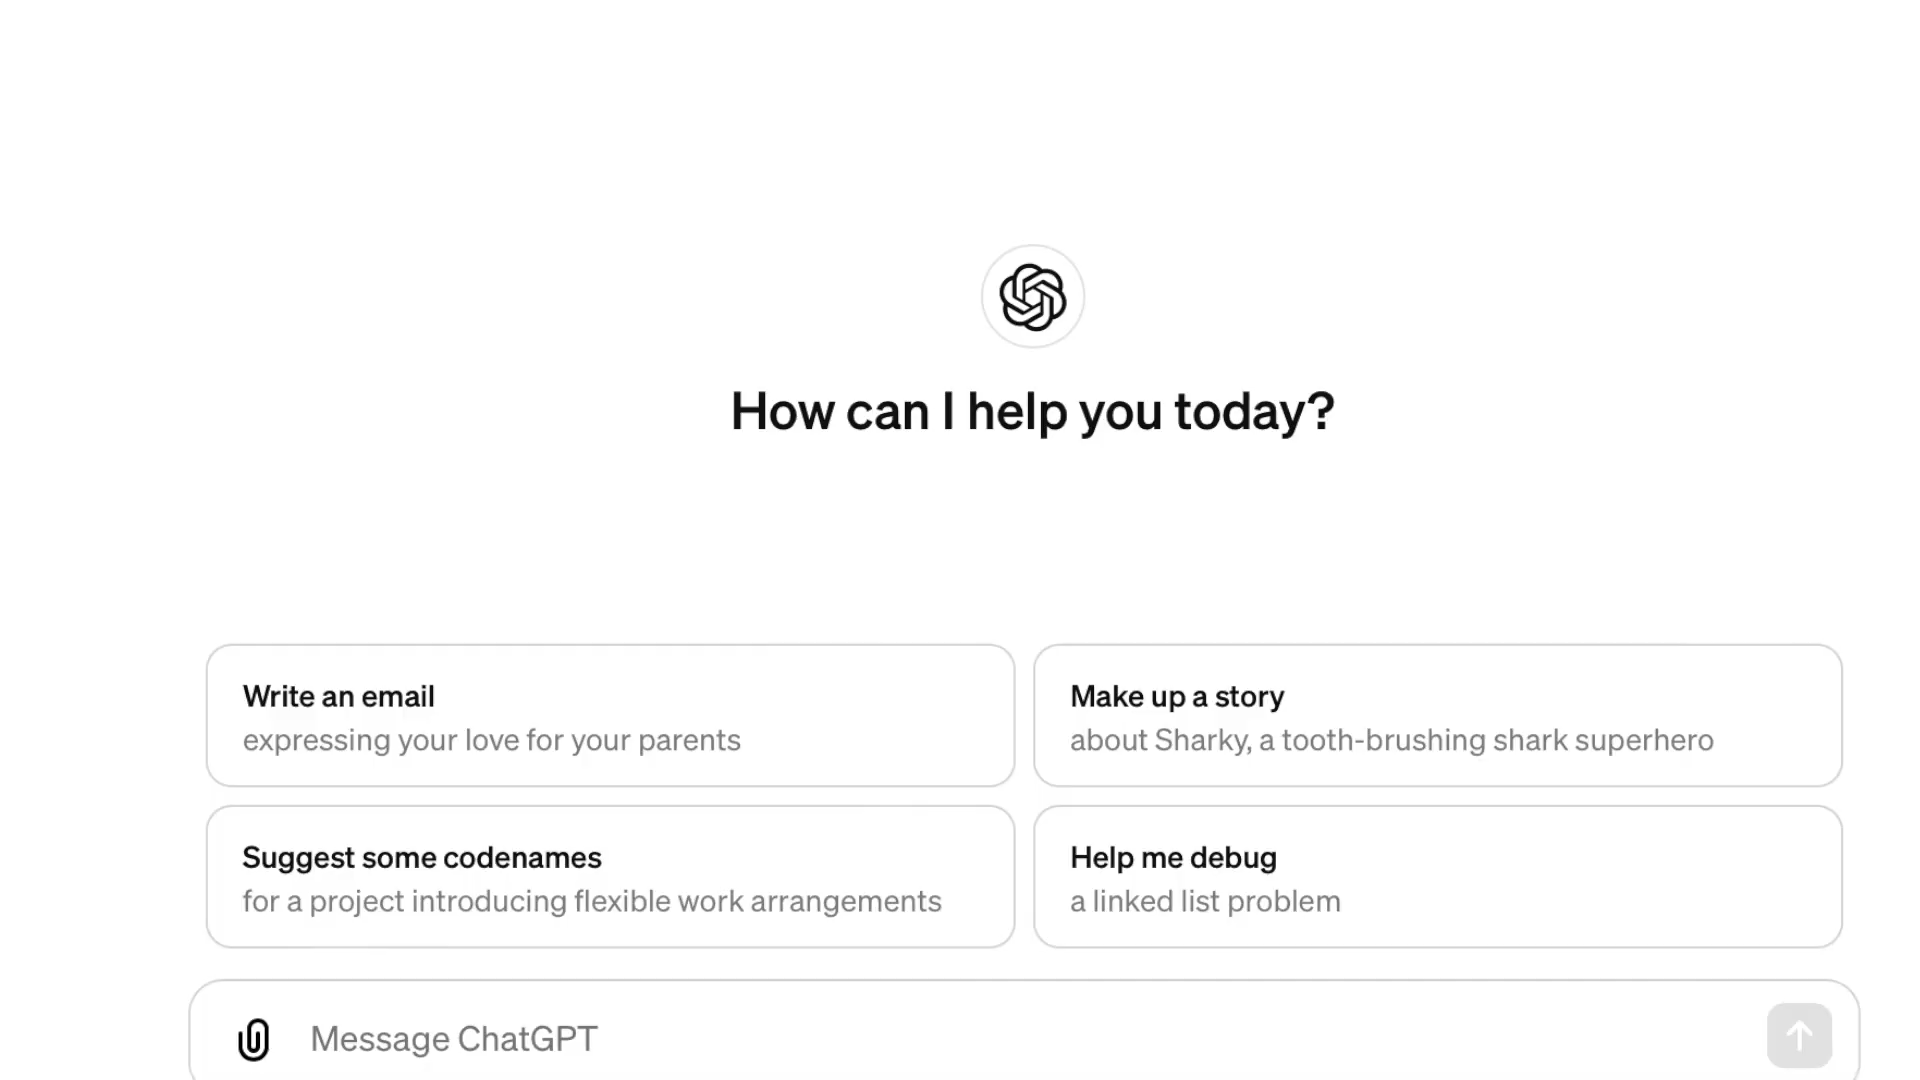 How can I help you today?
Write an email
expressing your love for your parents
Make up a story
about Sharky, a tooth-brushing shark superhero
Suggest some codenames
for a project introducing flexible work arrangements
Help me debug
a linked list problem
Message ChatGPT